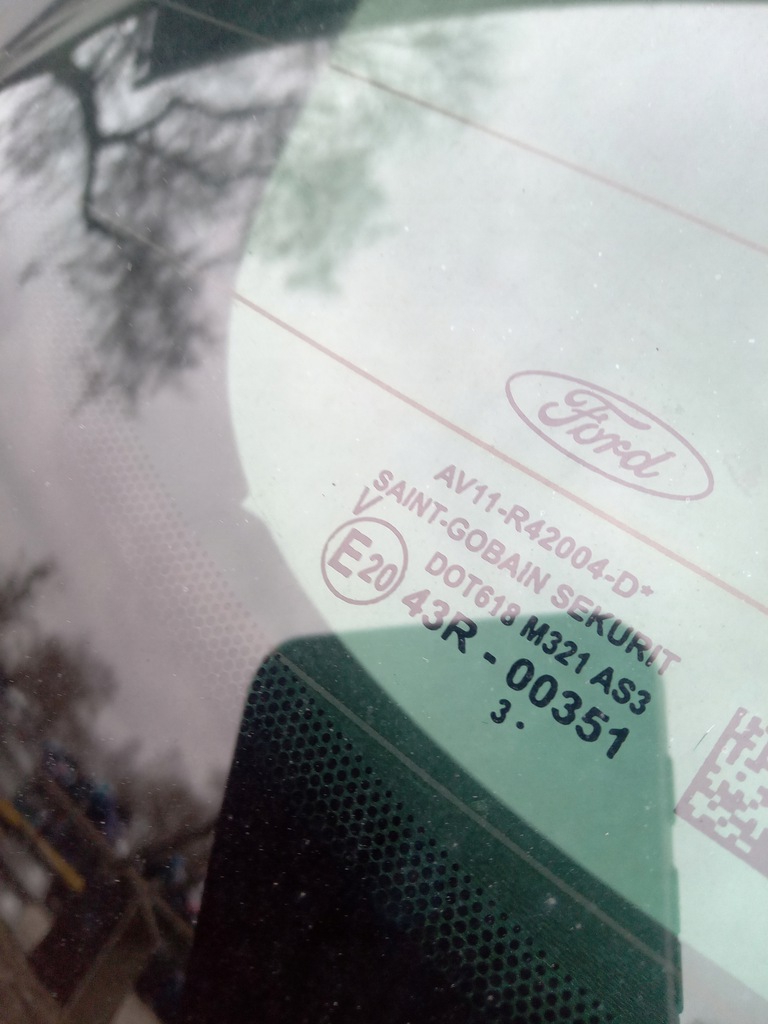 Ford
AV11-R42004-D*
SAINT-GOBAIN SEKURIT
V
DOT618 M321 AS3
E20
43R - 00351
3 .